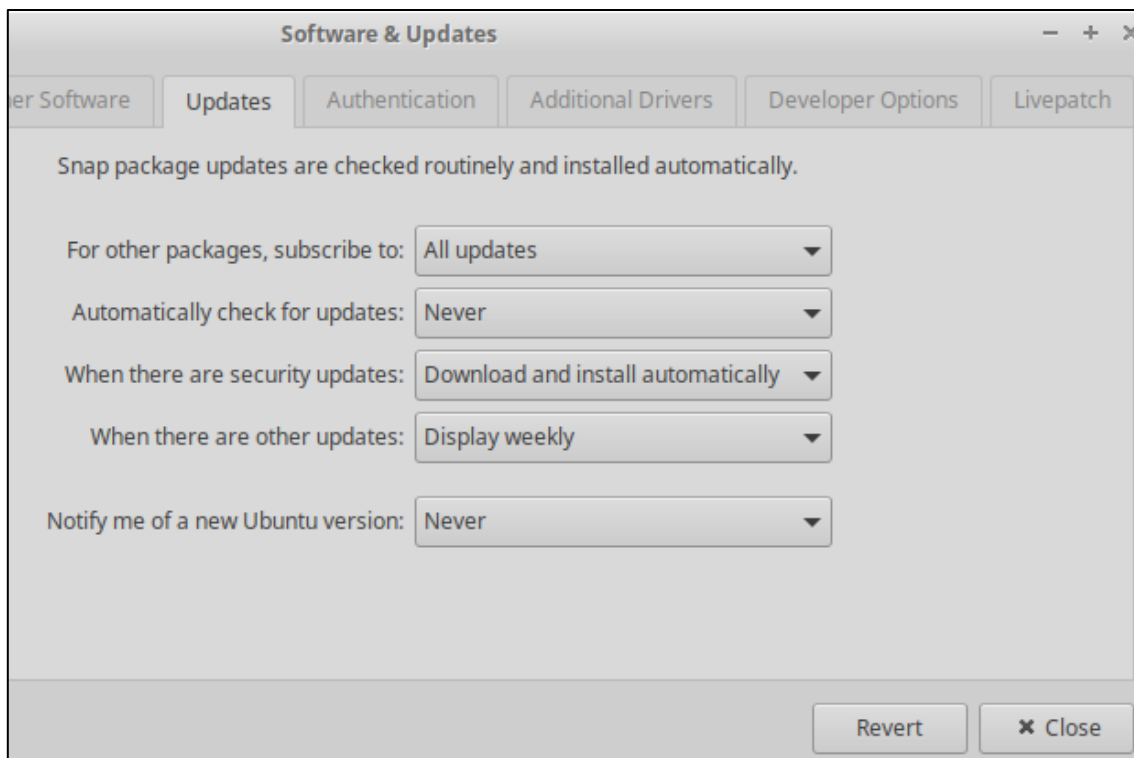 Software & Updates
er Software Updates Authentication Additional Drivers Developer Options Livepatch
Snap package updates are checked routinely and installed automatically.
For other packages, subscribe to: All updates
Automatically check for updates: Never
When there are security updates: Download and install automatically
When there are other updates: Display weekly
Notify me of a new Ubuntu version: Never
Revert Close